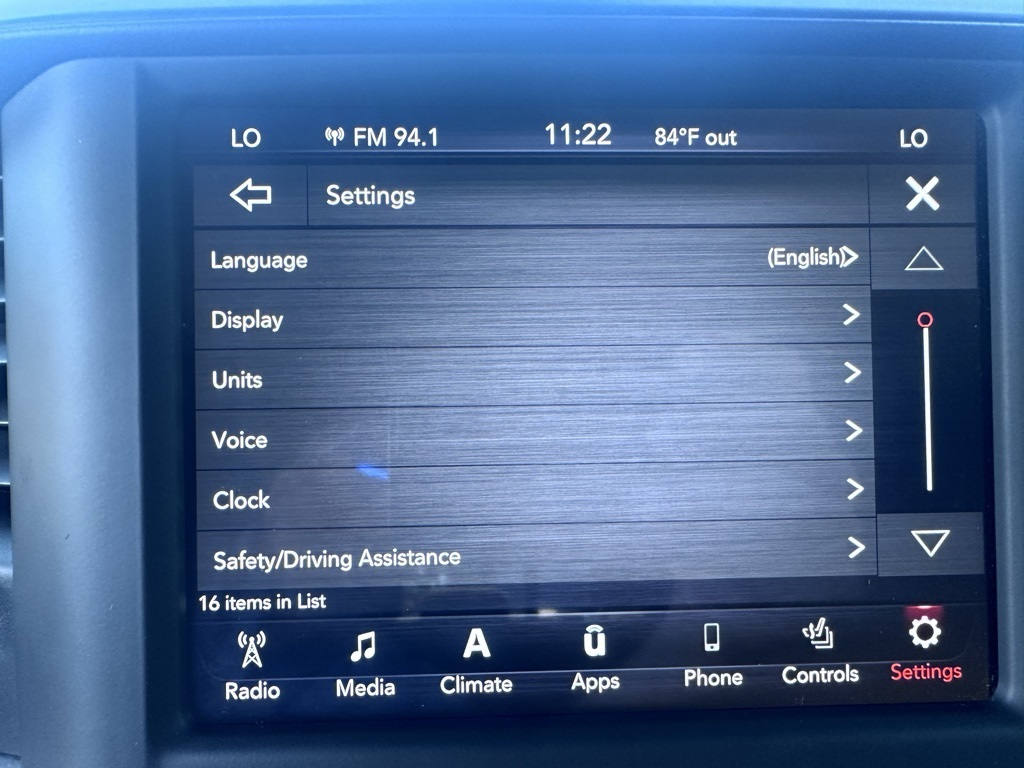 LO FM 94.1 11:22 84°F out LO
Settings
Language (English)
Display
Units
Voice
Clock
Safety/Driving Assistance
16 items in List
A
Radio Media Climate Apps Phone Controls Settings